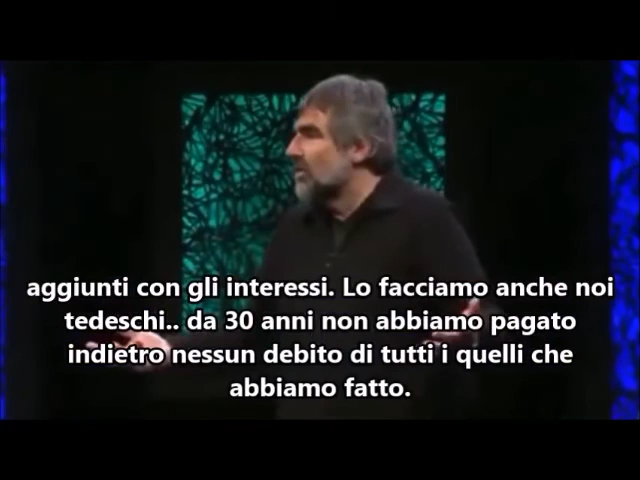 aggiunti con gli interessi. Lo facciamo anche noi
tedeschi.. da 30 anni non abbiamo pagato
indietro nessun debito di tutti i quelli che
abbiamo fatto.